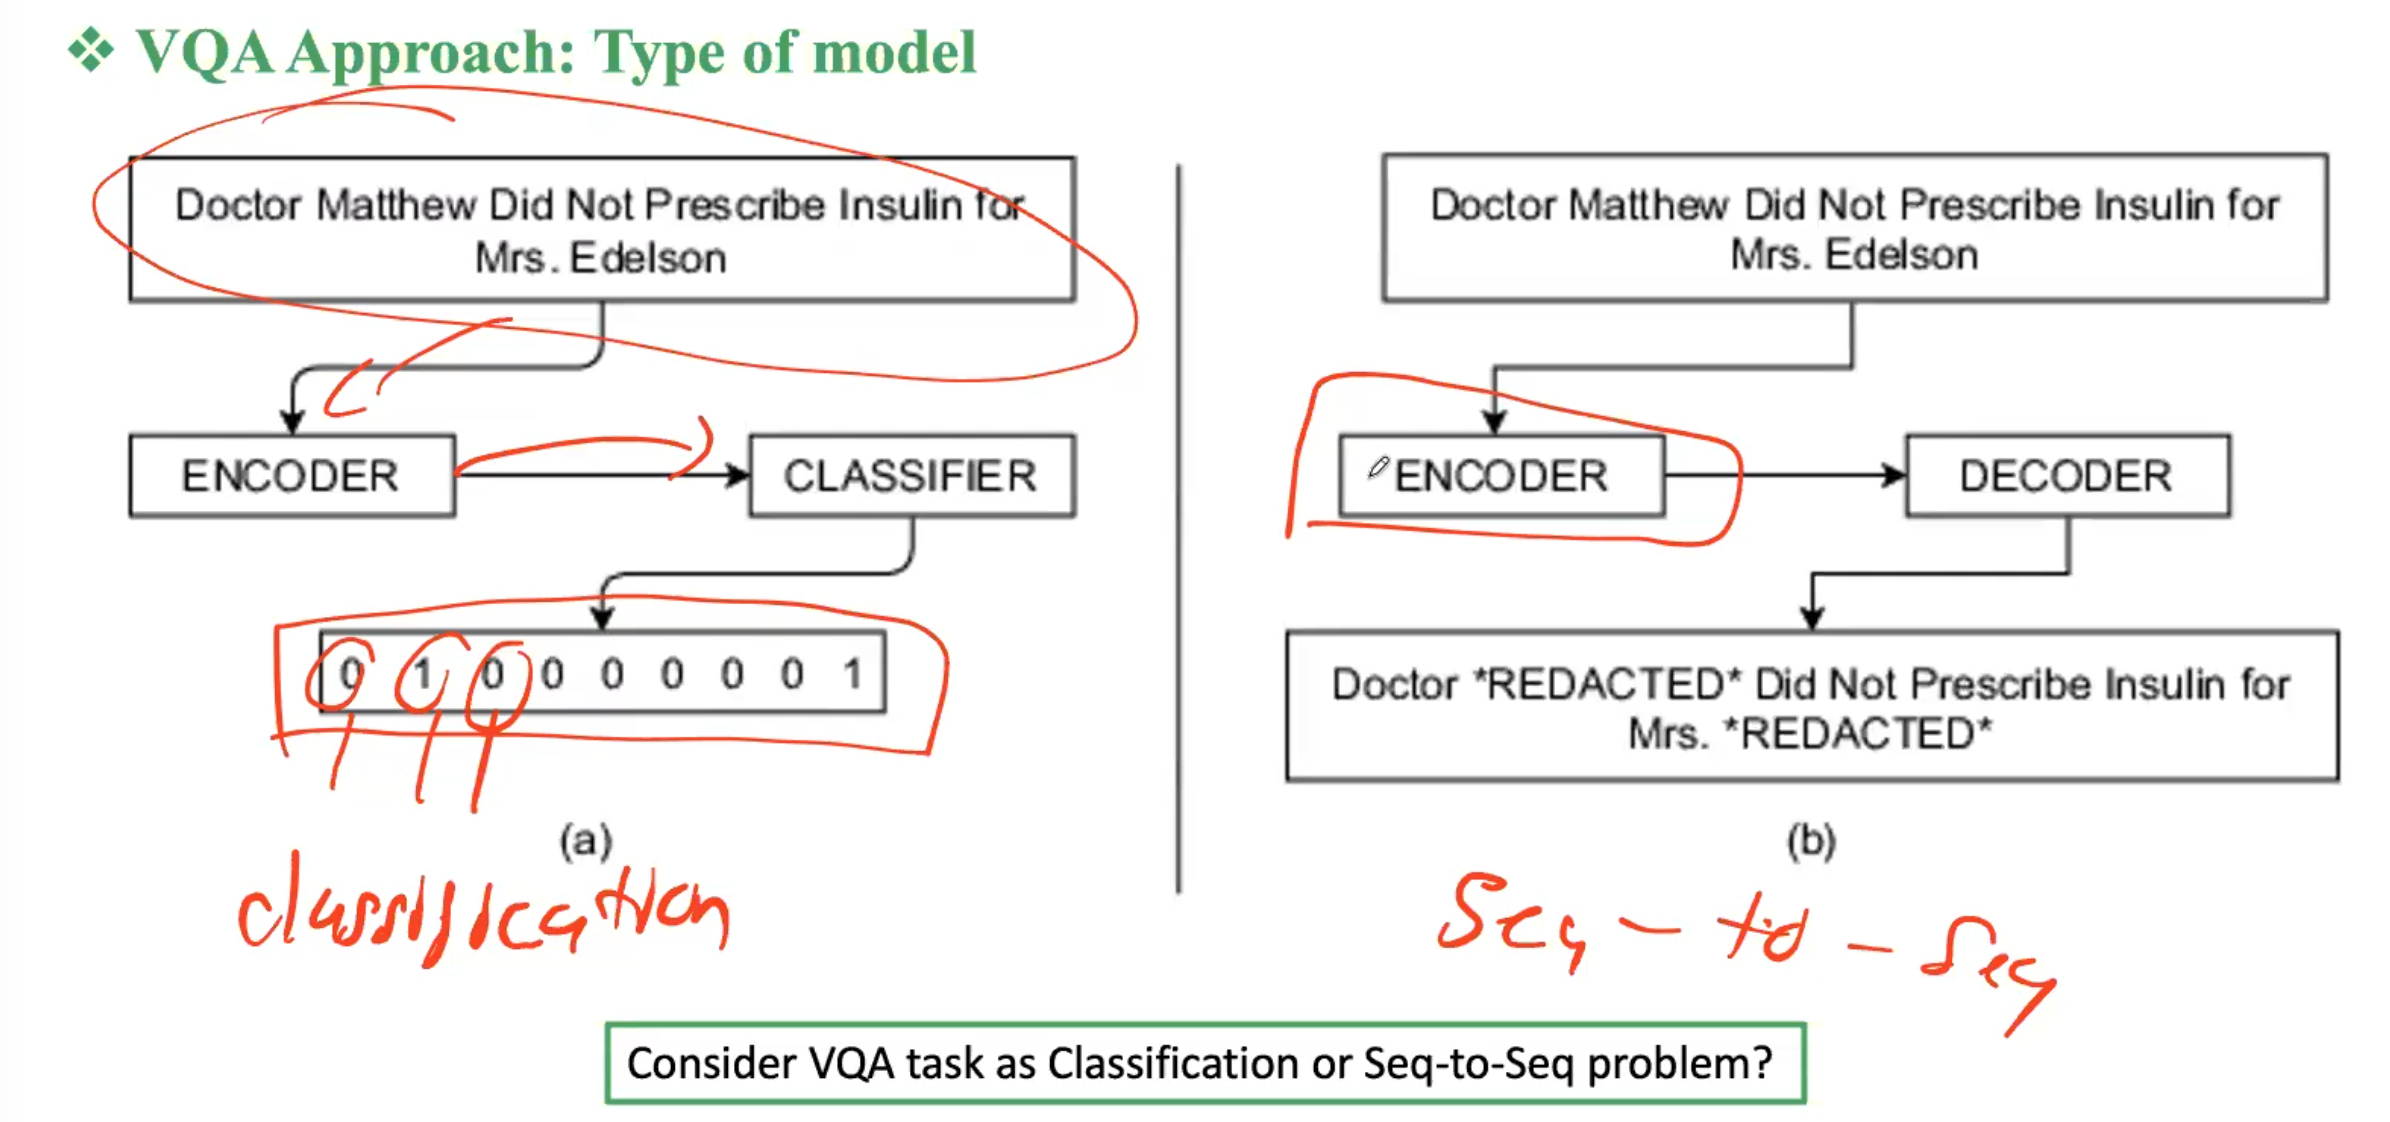 VQA Approach: Type of model
Doctor Matthew Did Not Prescribe Insulin for
Mrs. Edelson
ENCODER
CLASSIFIER
0 1 0 0 0 0 0 0 1
(a)
classification
Doctor Matthew Did Not Prescribe Insulin for
Mrs. Edelson
ENCODER
DECODER
Doctor *REDACTED* Did Not Prescribe Insulin for
Mrs. *REDACTED*
(b)
Seq - to - Seq
Consider VQA task as Classification or Seq-to-Seq problem?